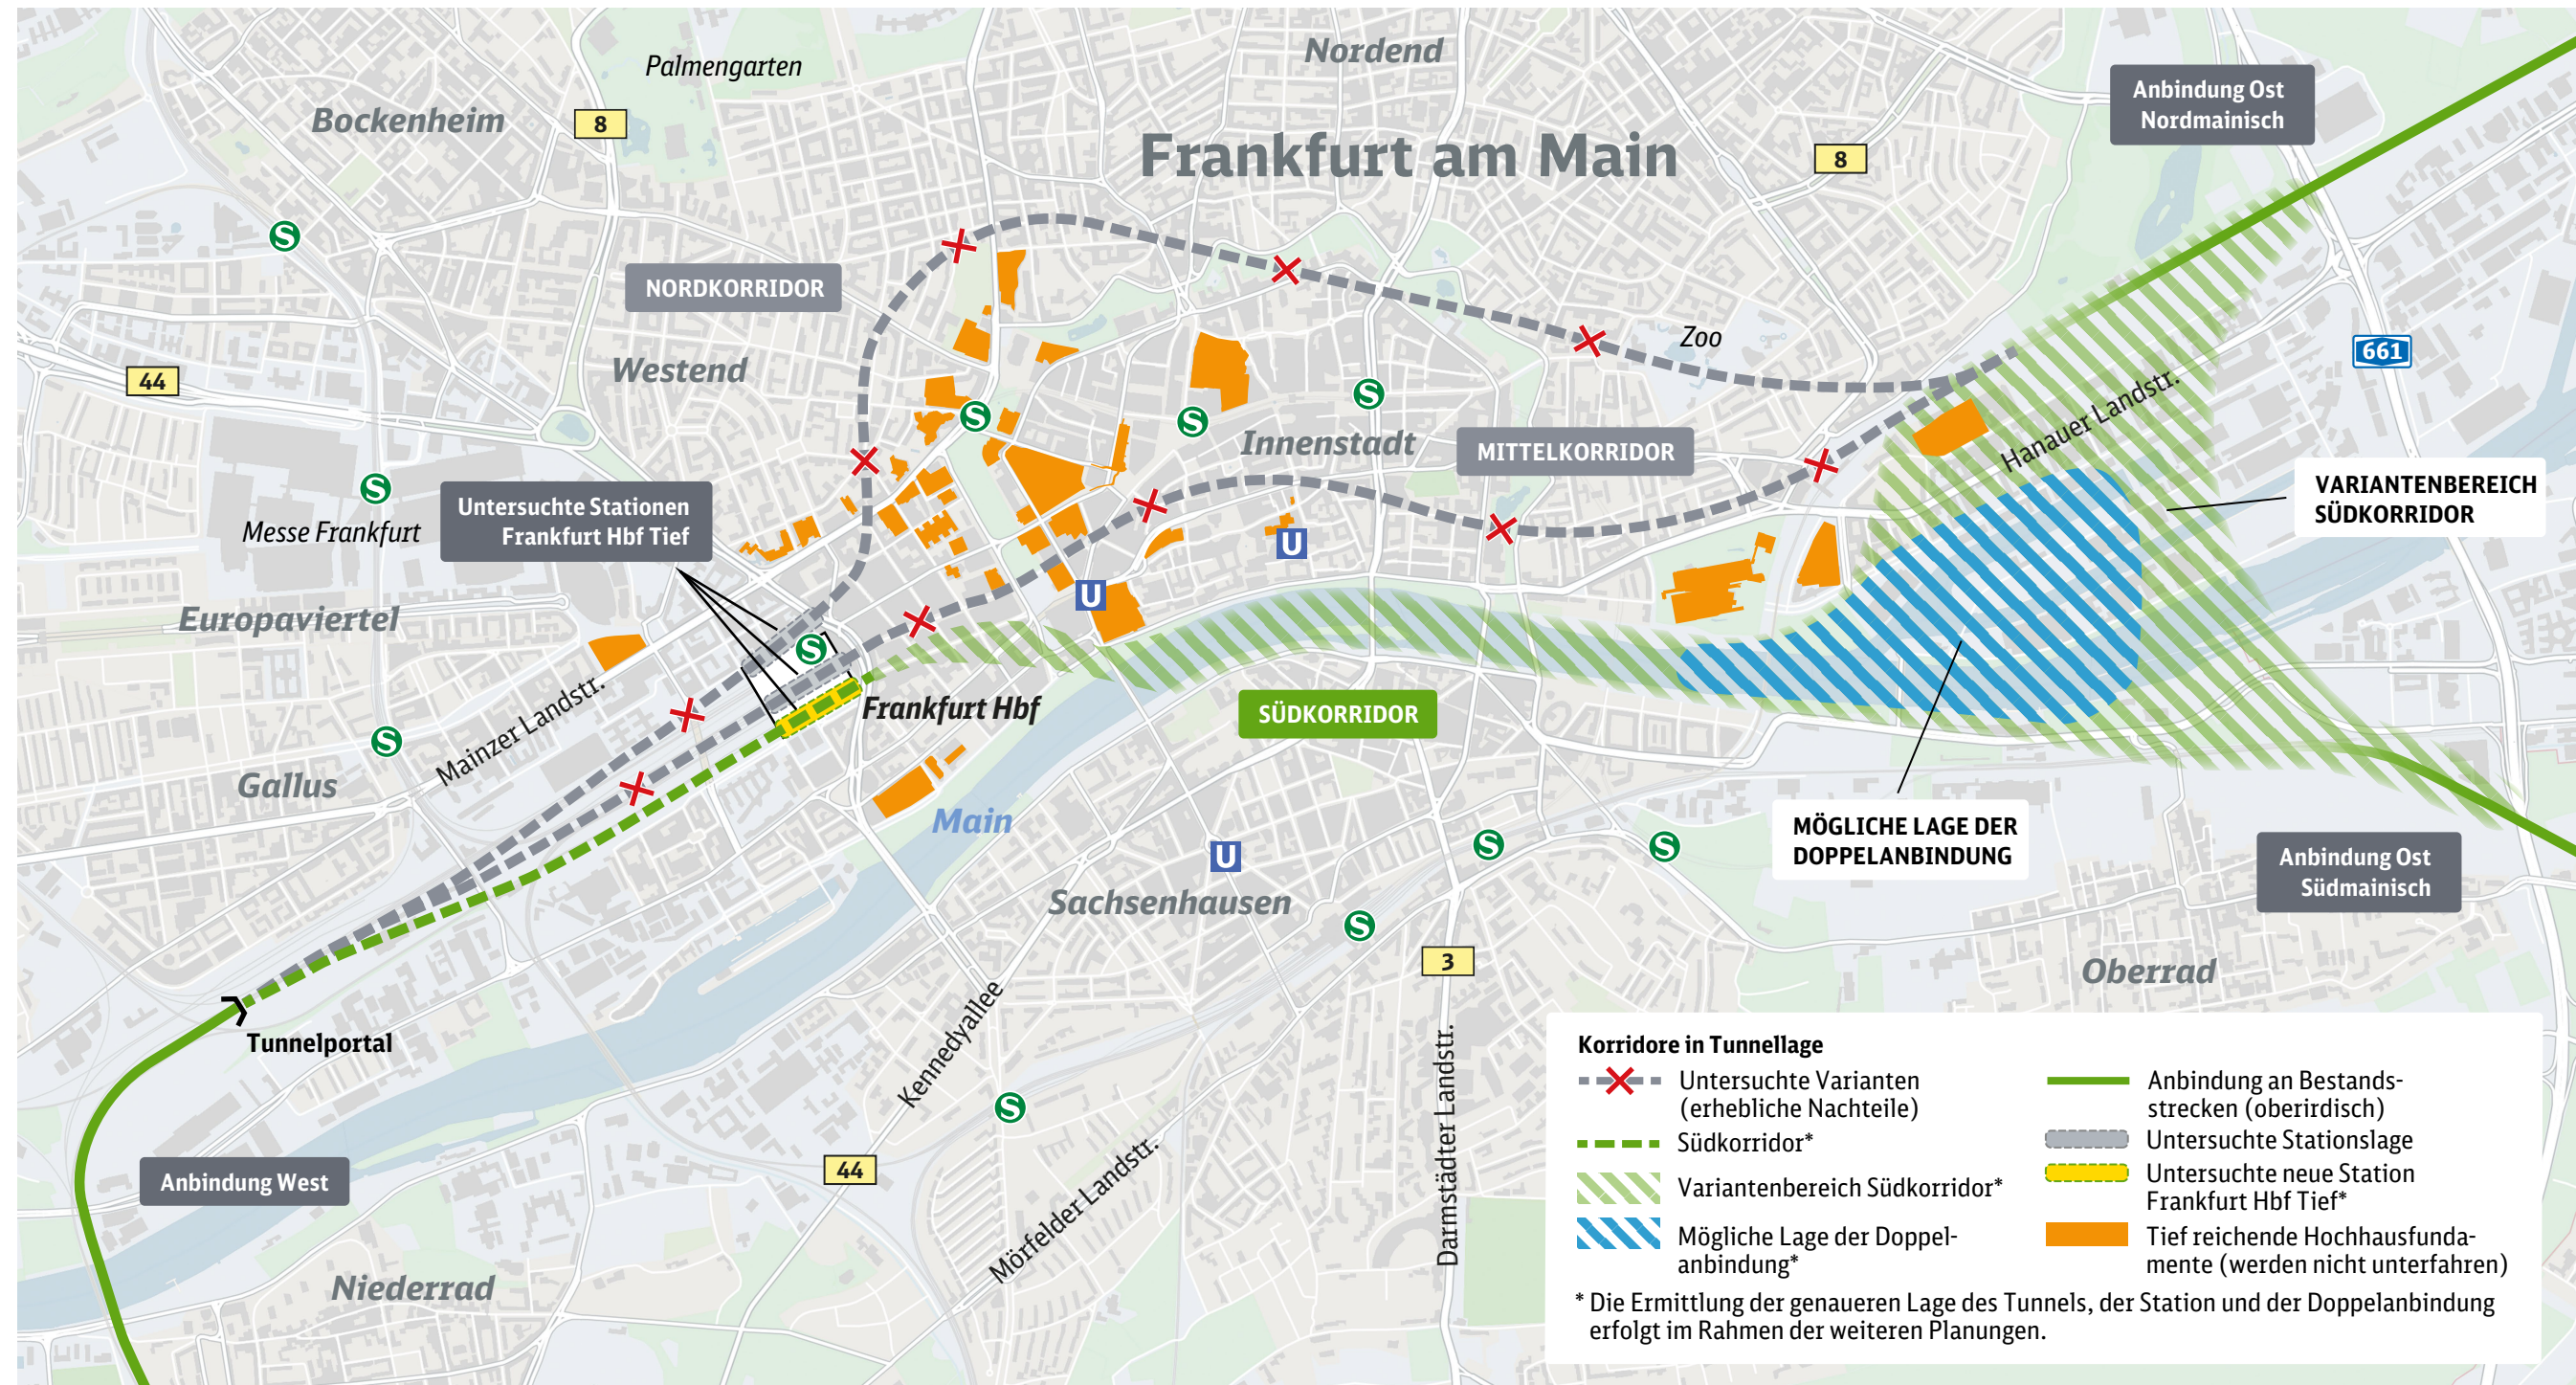 Nordend
Palmengarten
Anbindung Ost
Nordmainisch
Bockenheim
8
Frankfurt am Main
8
S
NORDKORRIDOR
Zoo
661
Westend
44
Hanauer Landstr.
S
S
S
Innenstadt
MITTELKORRIDOR
S
Untersuchte Stationen
Frankfurt Hbf Tief
VARIANTENBEREICH
SÜDKORRIDOR
Messe Frankfurt
U
U
Europaviertel
S
Mainzer Landstr.
Frankfurt Hbf
SÜDKORRIDOR
S
Gallus
Main
MÖGLICHE LAGE DER
DOPPELANBINDUNG
S
S
U
Anbindung Ost
Südmainisch
Sachsenhausen
S
3
Oberrad
Tunnelportal
Kennedyallee
S
Darmstädter Landstr.
44
Anbindung West
Mörfelder Landstr.
Niederrad
Korridore in Tunnellage
Untersuchte Varianten
(erhebliche Nachteile)
Südkorridor*
Variantenbereich Südkorridor*
Mögliche Lage der Doppel-
anbindung*
Anbindung an Bestands-
strecken (oberirdisch)
Untersuchte Stationslage
Untersuchte neue Station
Frankfurt Hbf Tief*
Tief reichende Hochhausfunda-
mente (werden nicht unterfahren)
* Die Ermittlung der genaueren Lage des Tunnels, der Station und der Doppelanbindung
erfolgt im Rahmen der weiteren Planungen.